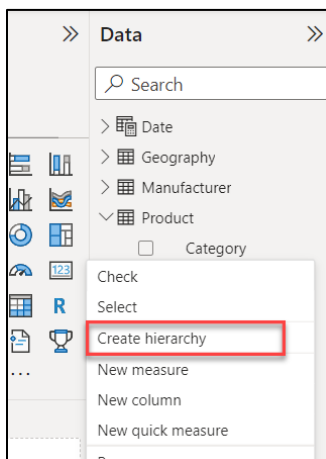 Data
Search
Date
Geography
Manufacturer
Product
Category
123
Check
Select
R
Create hierarchy
New measure
New column
New quick measure